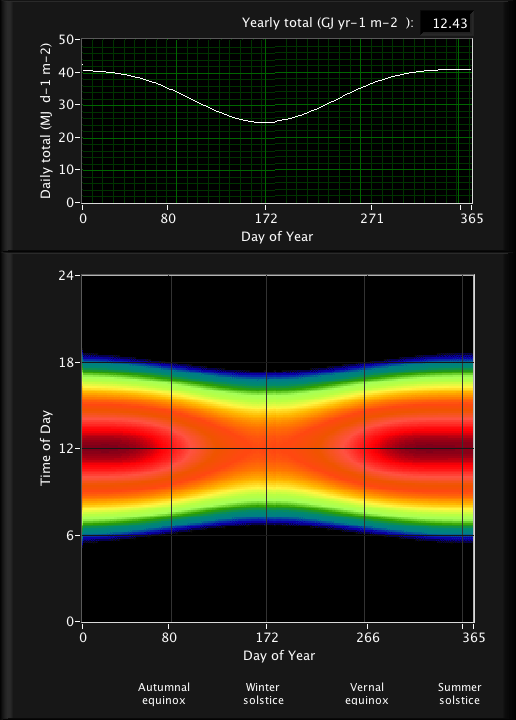 Yearly total (GJ yr-1 m-2 ): 12.43
50
40
30
20
10
0
Daily total (MJ d-1 m-2)
0 80 172 271 365
Day of Year
24
18
12
6
0
Time of Day
0 80 172 266 365
Day of Year
Autumnal Winter Vernal Summer
equinox solstice equinox solstice